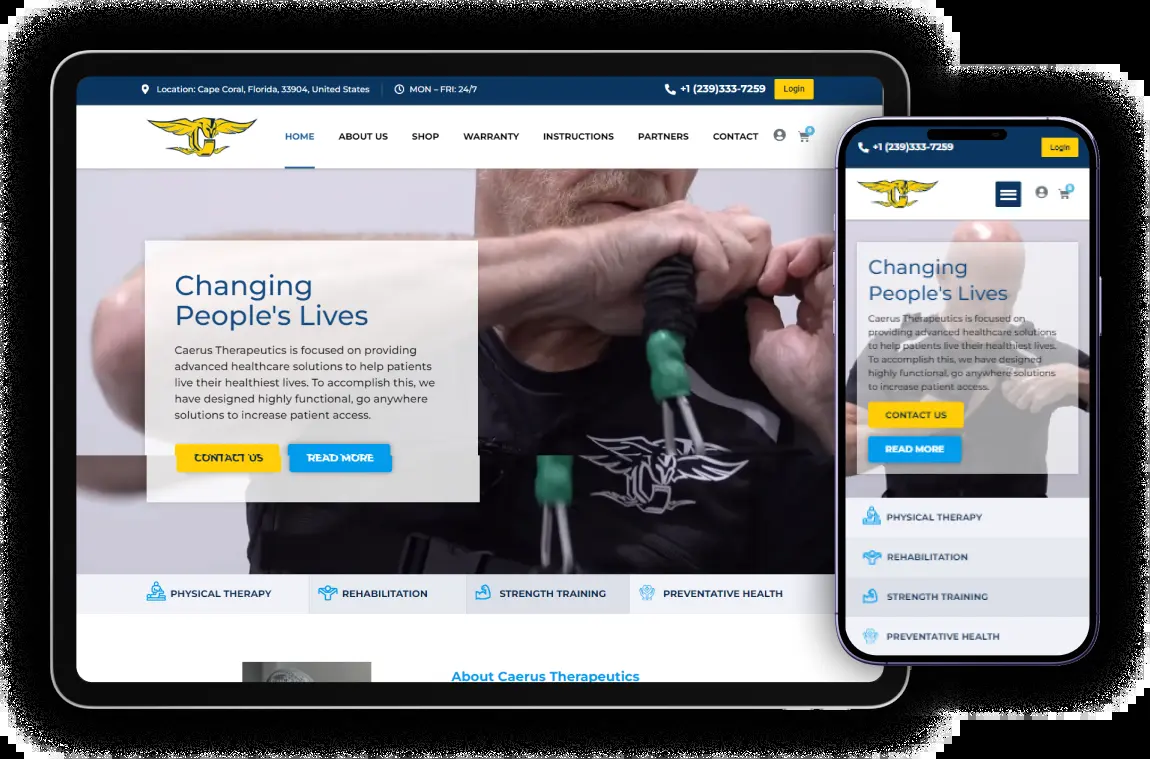 Location: Cape Coral, Florida, 33904, United States
MON – FRI: 24/7
+1 (239)333-7259
Login
HOME
ABOUT US
SHOP
WARRANTY
INSTRUCTIONS
PARTNERS
CONTACT
0
Changing
People's Lives
Caerus Therapeutics is focused on providing
advanced healthcare solutions to help patients
live their healthiest lives. To accomplish this, we
have designed highly functional, go anywhere
solutions to increase patient access.
CONTACT US
READ MORE
PHYSICAL THERAPY
REHABILITATION
STRENGTH TRAINING
PREVENTATIVE HEALTH
About Caerus Therapeutics
+1 (239)333-7259
Login
0
Changing
People's Lives
Caerus Therapeutics is focused on
providing advanced healthcare solutions
to help patients live their healthiest lives.
To accomplish this, we have designed
highly functional, go anywhere solutions
to increase patient access.
CONTACT US
READ MORE
PHYSICAL THERAPY
REHABILITATION
STRENGTH TRAINING
PREVENTATIVE HEALTH